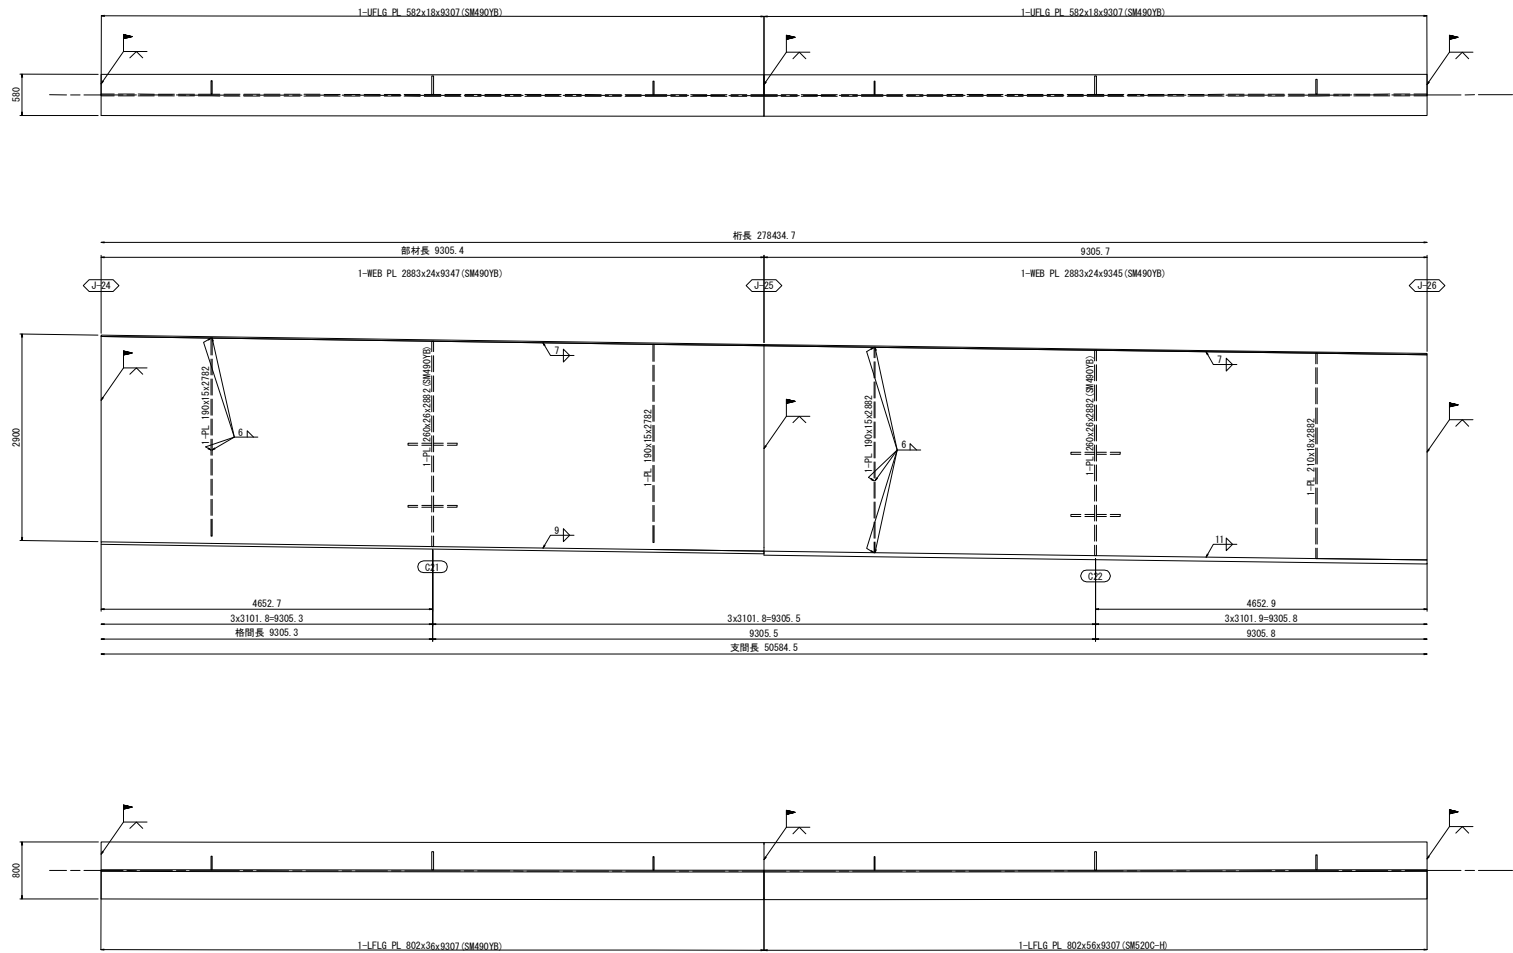 1-UFLG PL 582x18x9307(SM490YB)
1-UFLG PL 582x18x9307(SM490YB)
580
桁長 278434.7
部材長 9305.4
9305.7
1-WEB PL 2883x24x9347(SM490YB)
1-WEB PL 2883x24x9345(SM490YB)
J-24
J-25
J-26
2900
1-PL 190x15x2782
6
1-PL 260x26x2882(SM490YB)
7
1-PL 190x15x2782
1-PL 190x15x2882
6
1-PL 260x26x2882(SM490YB)
7
1-PL 210x18x2882
9
11
C21
C22
4652.7
4652.9
3x3101.8=9305.3
3x3101.8=9305.5
3x3101.9=9305.8
格間長 9305.3
9305.5
9305.8
支間長 50584.5
800
1-LFLG PL 802x36x9307(SM490YB)
1-LFLG PL 802x56x9307(SM520C-H)